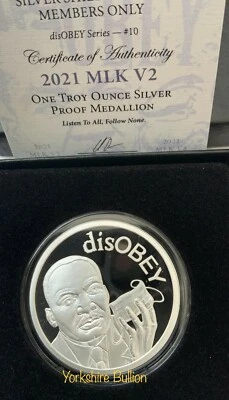 MEMBERS ONLY
disOBEY Series — #10
Certificate of Authenticity
2021 MLK V2
ONE TROY OUNCE SILVER
PROOF MEDALLION
Listen To All, Follow None.
disOBEY
Yorkshire Bullion